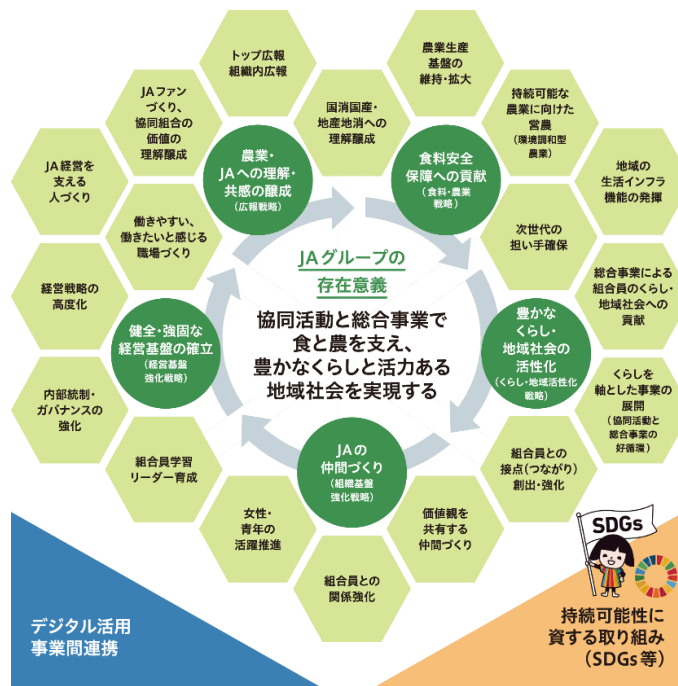 トップ広報
組織内広報
農業生産
基盤の
維持・拡大
JAファン
づくり、
協同組合の
価値の
理解醸成
国消国産・
地産地消への
理解醸成
持続可能な
農業に向けた
営農
(環境調和型
農業)
JA経営を
支える
人づくり
農業・
JAへの理解・
共感の醸成
(広報戦略)
食料安全
保障への貢献
(食料・農業
戦略)
地域の
生活インフラ
機能の発揮
働きやすい、
働きたいと感じる
職場づくり
次世代の
担い手確保
経営戦略の
高度化
JAグループの
存在意義
協同活動と総合事業で
食と農を支え、
豊かなくらしと活力ある
地域社会を実現する
総合事業による
組合員のくらし・
地域社会への
貢献
健全・強固な
経営基盤の確立
(経営基盤
強化戦略)
豊かな
くらし・
地域社会の
活性化
(くらし・地域活性化
戦略)
内部統制・
ガバナンスの
強化
くらしを
軸とした事業の
展開
(協同活動と
総合事業の
好循環)
組合員学習
リーダー育成
JAの
仲間づくり
(組織基盤
強化戦略)
組合員との
接点(つながり)
創出・強化
女性・
青年の
活躍推進
価値観を
共有する
仲間づくり
組合員との
関係強化
SDGs
デジタル活用
事業間連携
持続可能性に
資する取り組み
(SDGs等)